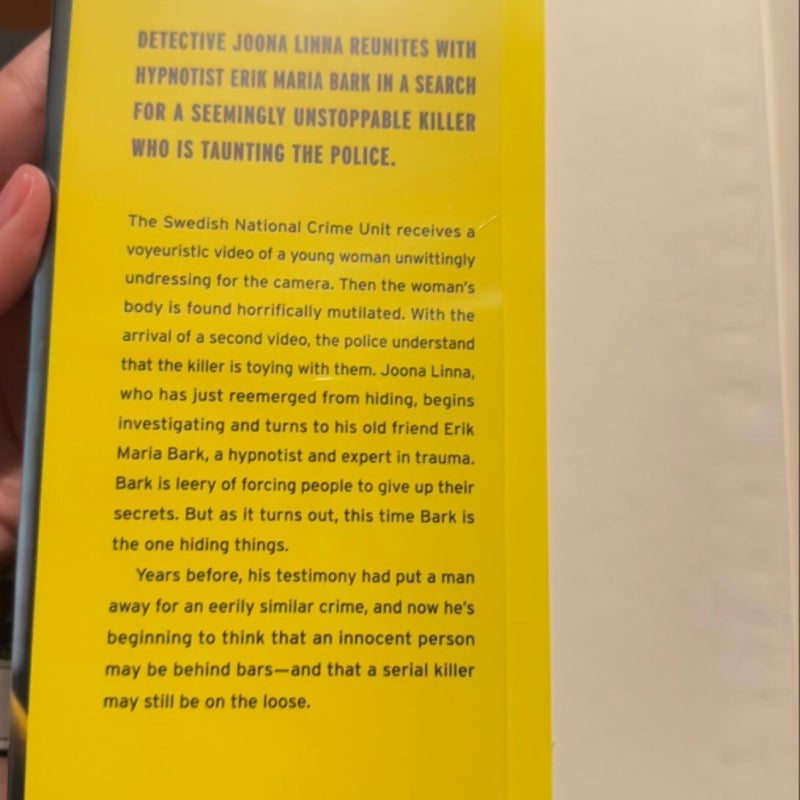 DETECTIVE JOONA LINNA REUNITES WITH
HYPNOTIST ERIK MARIA BARK IN A SEARCH
FOR A SEEMINGLY UNSTOPPABLE KILLER
WHO IS TAUNTING THE POLICE.
The Swedish National Crime Unit receives a
voyeuristic video of a young woman unwittingly
undressing for the camera. Then the woman's
body is found horrifically mutilated. With the
arrival of a second video, the police understand
that the killer is toying with them. Joona Linna,
who has just reemerged from hiding, begins
investigating and turns to his old friend Erik
Maria Bark, a hypnotist and expert in trauma.
Bark is leery of forcing people to give up their
secrets. But as it turns out, this time Bark is
the one hiding things.
Years before, his testimony had put a man
away for an eerily similar crime, and now he's
beginning to think that an innocent person
may be behind bars—and that a serial killer
may still be on the loose.